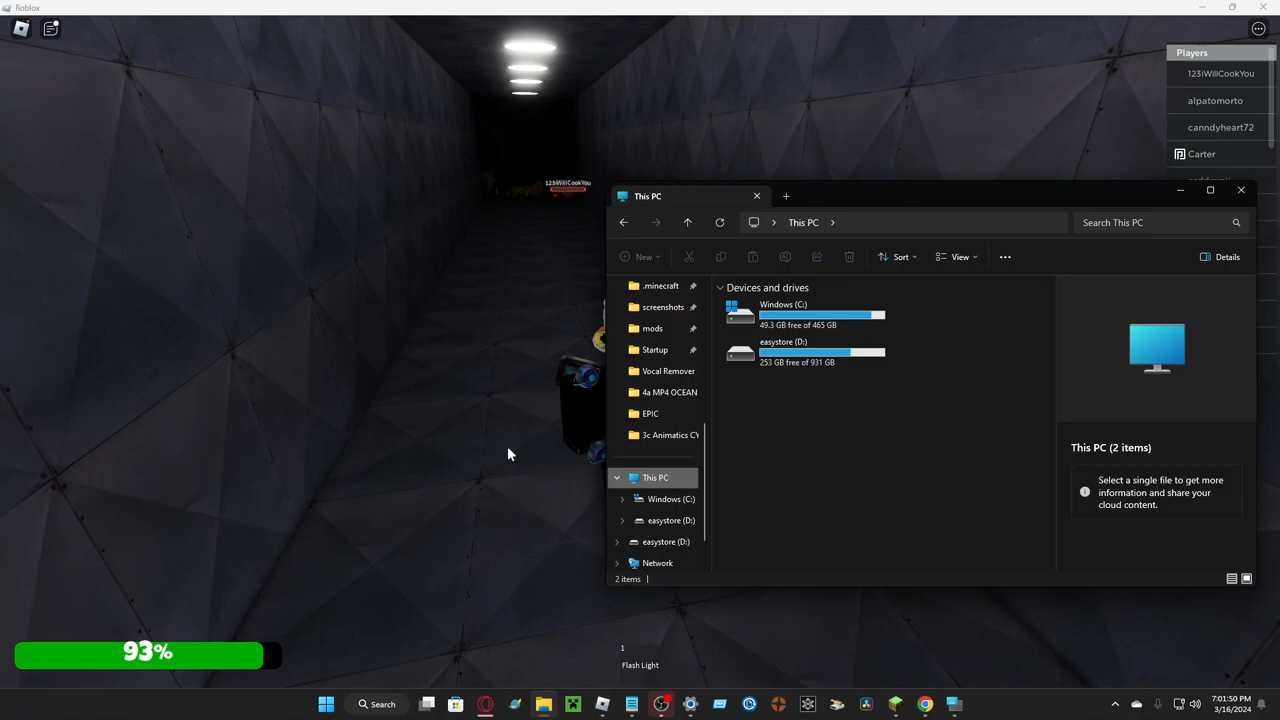 Roblox
Players
123iWillCookYou
alpatomorto
canndyheart72
Carter
123iWillCookYou
This PC
This PC
Search This PC
New
Sort
View
Details
.minecraft
screenshots
mods
Startup
Vocal Remover
4a MP4 OCEAN
EPIC
3c Animatics CY
This PC
Windows (C:)
easystore (D:)
easystore (D:)
Network
2 items
Devices and drives
Windows (C:)
49.3 GB free of 465 GB
easystore (D:)
253 GB free of 931 GB
This PC (2 items)
Select a single file to get more
information and share your
cloud content.
93%
1
Flash Light
Search
7:01:50 PM
3/16/2024